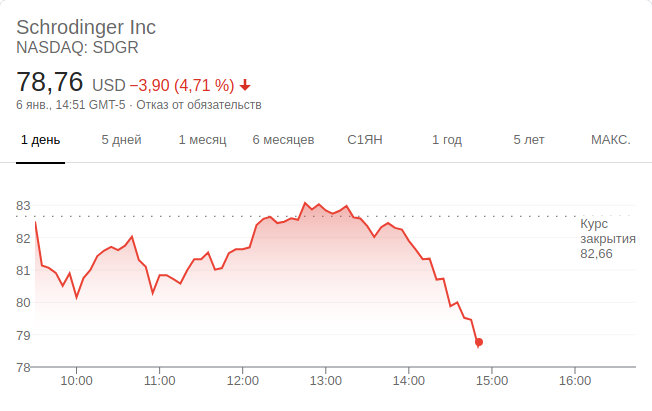 Schrodinger Inc
NASDAQ: SDGR
78,76 USD −3,90 (4,71 %)
6 янв., 14:51 GMT-5 · Отказ от обязательств
1 день 5 дней 1 месяц 6 месяцев С1ЯН 1 год 5 лет МАКС.
83
82
81
80
79
78
Курс
закрытия
82,66
10:00 11:00 12:00 13:00 14:00 15:00 16:00